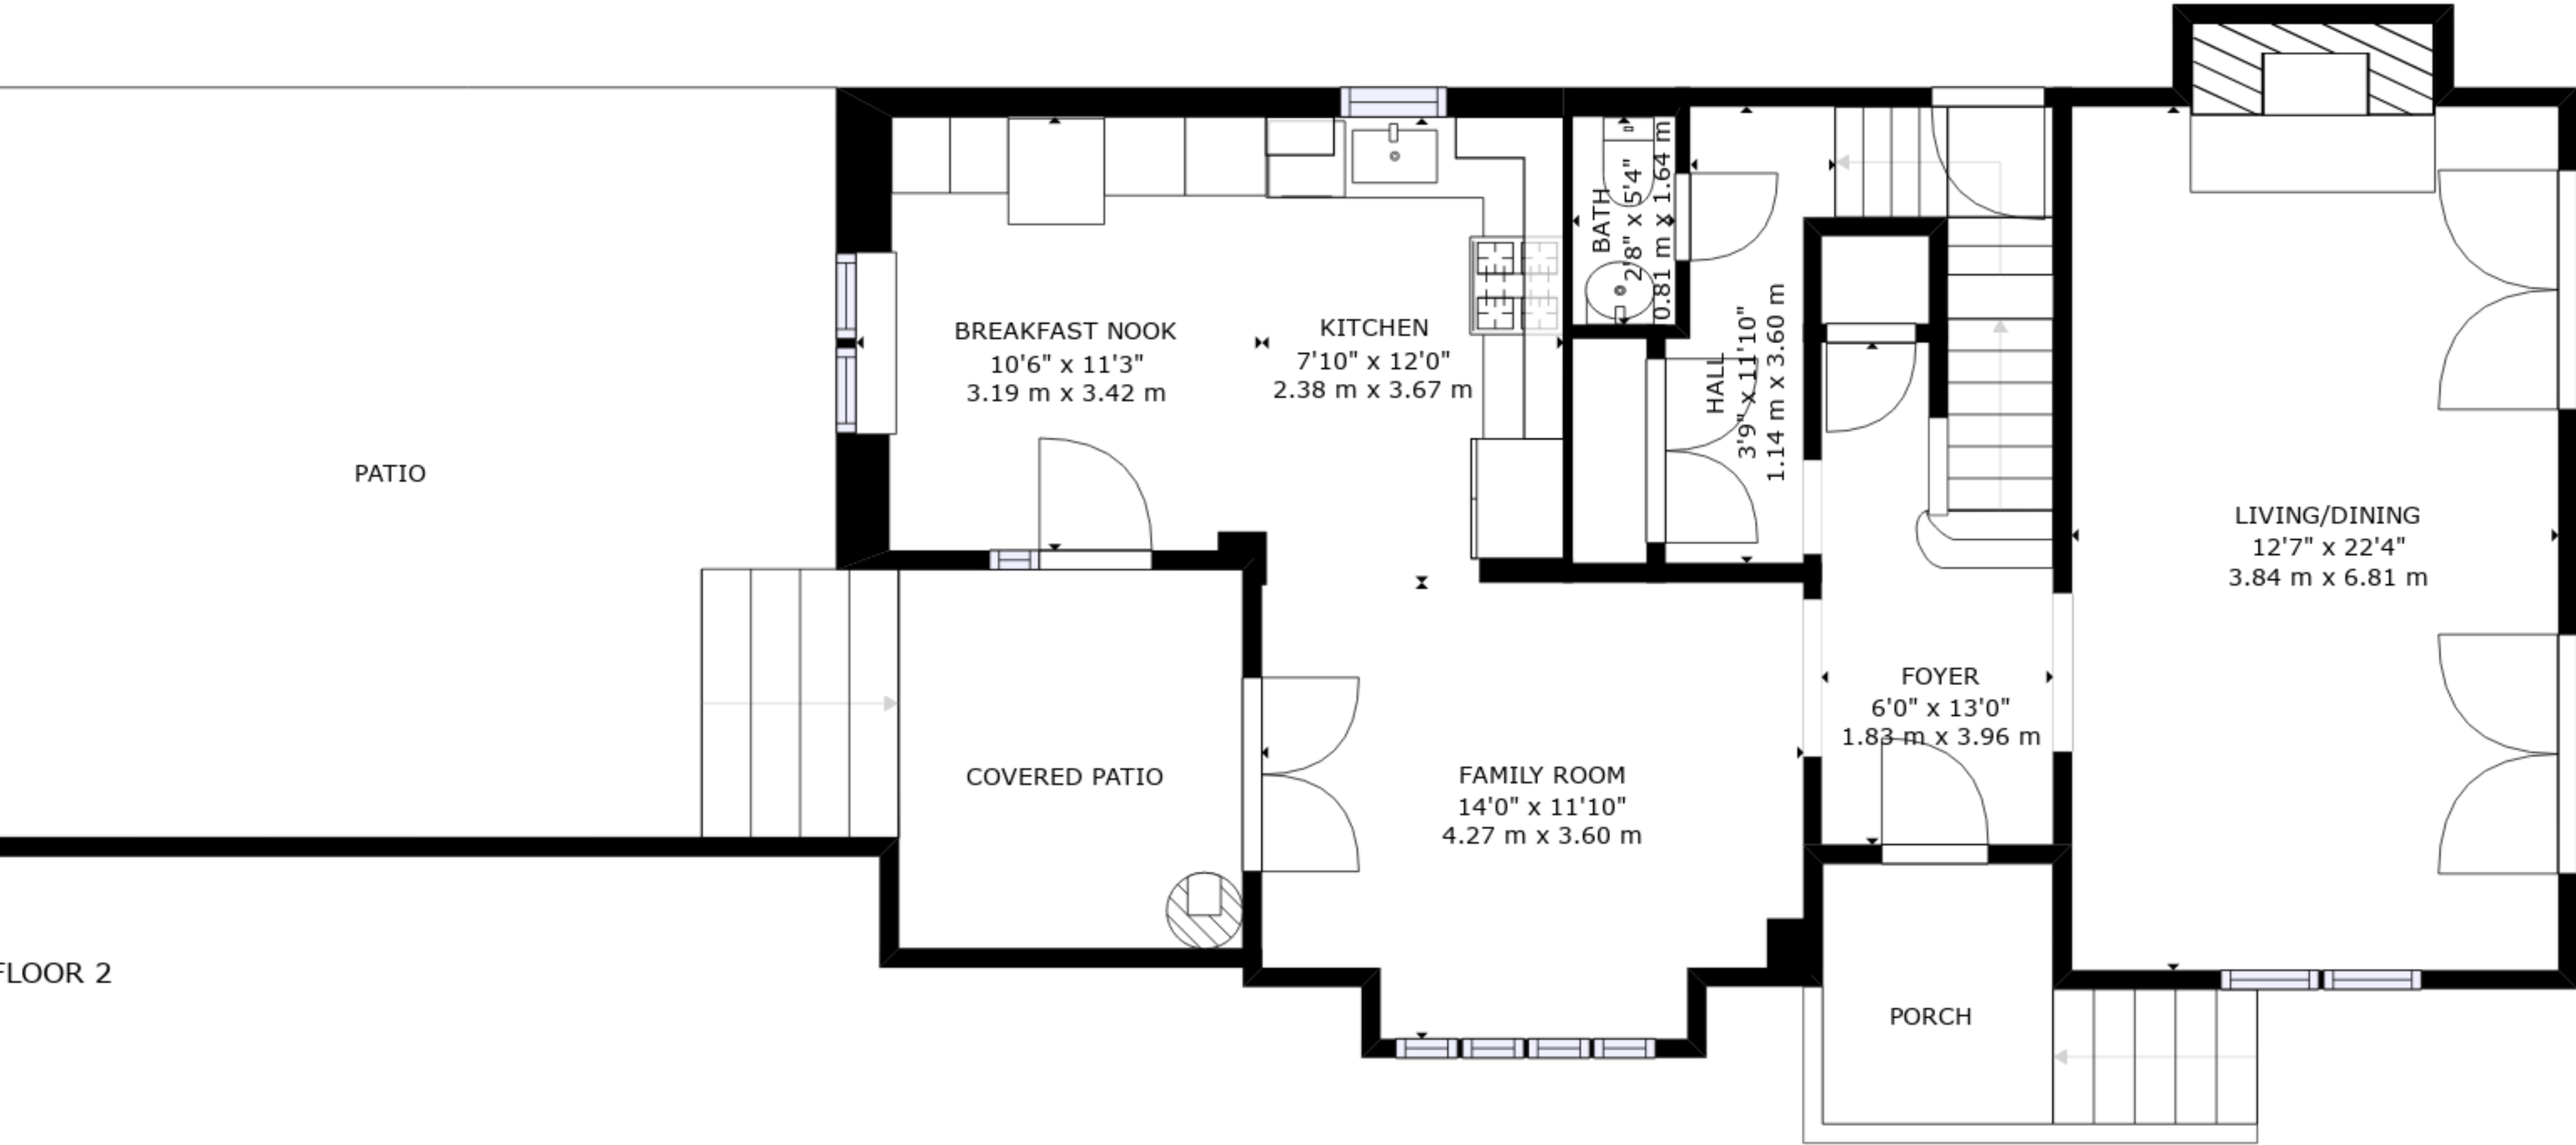 BREAKFAST NOOK
10'6" x 11'3"
3.19 m x 3.42 m
KITCHEN
7'10" x 12'0"
2.38 m x 3.67 m
BATH
2'8" x 5'4"
0.81 m x 1.64 m
HALL
3'9" x 11'10"
1.14 m x 3.60 m
PATIO
LIVING/DINING
12'7" x 22'4"
3.84 m x 6.81 m
FOYER
6'0" x 13'0"
1.83 m x 3.96 m
COVERED PATIO
FAMILY ROOM
14'0" x 11'10"
4.27 m x 3.60 m
FLOOR 2
PORCH